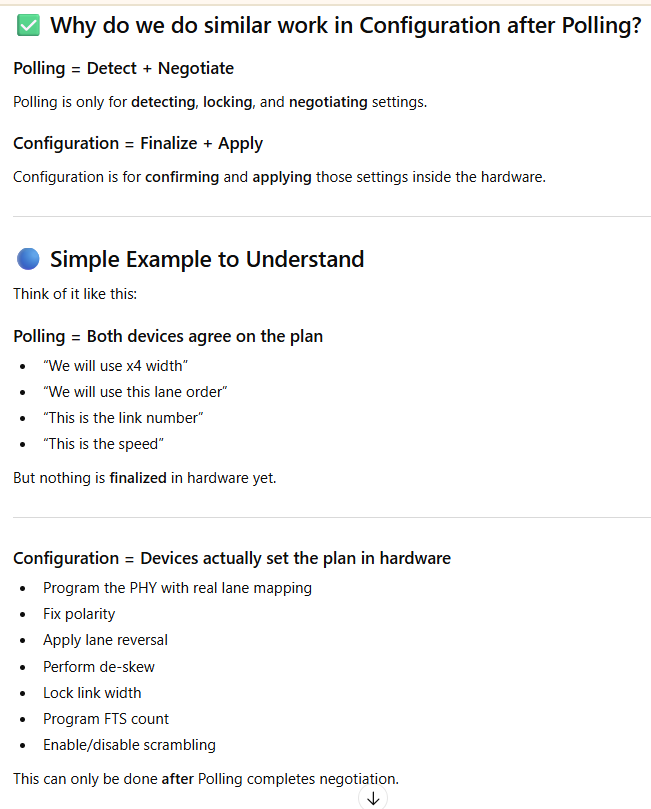 ✅ Why do we do similar work in Configuration after Polling?
Polling = Detect + Negotiate
Polling is only for detecting, locking, and negotiating settings.
Configuration = Finalize + Apply
Configuration is for confirming and applying those settings inside the hardware.
🔵 Simple Example to Understand
Think of it like this:
Polling = Both devices agree on the plan
• “We will use x4 width”
• “We will use this lane order”
• “This is the link number”
• “This is the speed”
But nothing is finalized in hardware yet.
Configuration = Devices actually set the plan in hardware
• Program the PHY with real lane mapping
• Fix polarity
• Apply lane reversal
• Perform de-skew
• Lock link width
• Program FTS count
• Enable/disable scrambling
This can only be done after Polling completes negotiation.